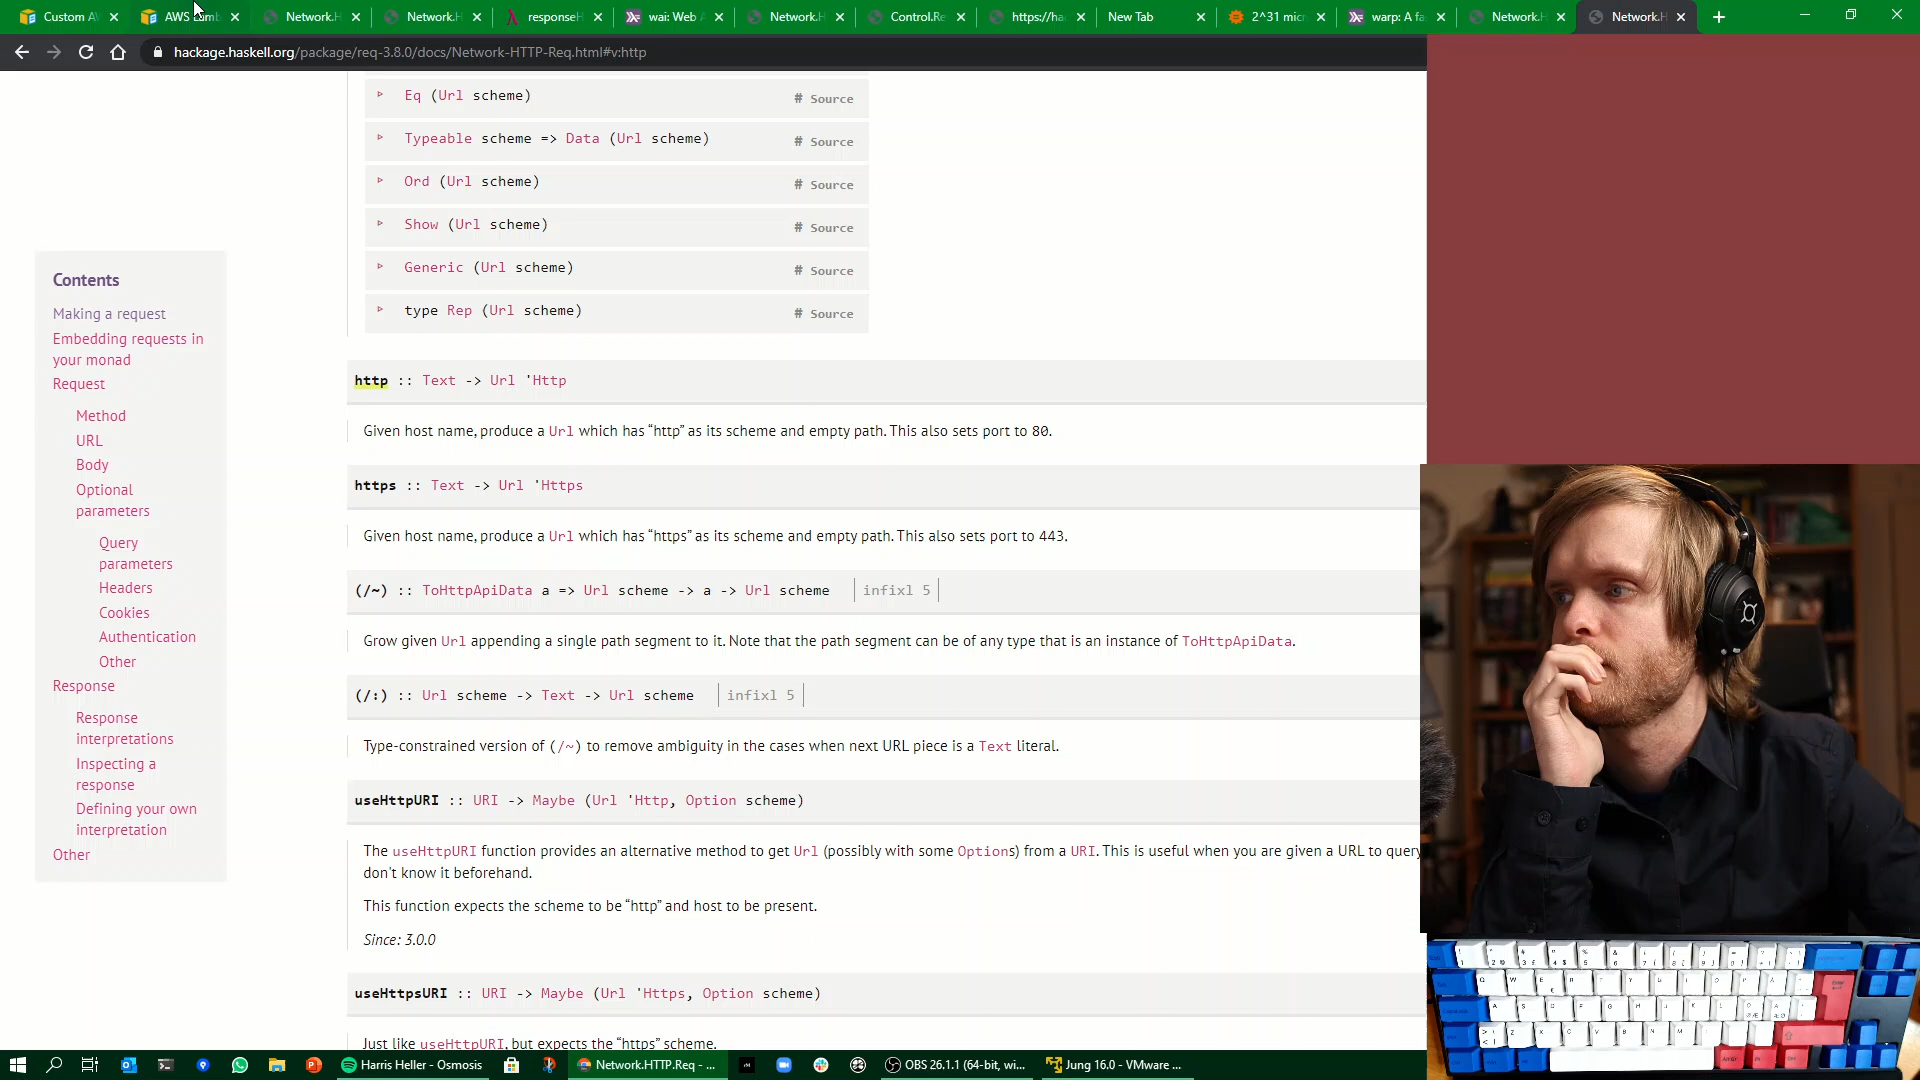 Custom A
AWS Lamb
Network.H
Network.H
responseH
wai: Web A
Network.H
Control.Re
https://ha
New Tab
2^31 mic
warp: A fa
Network.H
Network.H
hackage.haskell.org/package/req-3.8.0/docs/Network-HTTP-Req.html#v:http
Eq (Url scheme) # Source
Typeable scheme => Data (Url scheme) # Source
Ord (Url scheme) # Source
Show (Url scheme) # Source
Generic (Url scheme) # Source
type Rep (Url scheme) # Source
Contents
Making a request
Embedding requests in
your monad
Request
Method
URL
Body
Optional
parameters
Query
parameters
Headers
Cookies
Authentication
Other
Response
Response
interpretations
Inspecting a
response
Defining your own
interpretation
Other
http :: Text -> Url 'Http
Given host name, produce a Url which has “http” as its scheme and empty path. This also sets port to 80.
https :: Text -> Url 'Https
Given host name, produce a Url which has “https” as its scheme and empty path. This also sets port to 443.
(/~) :: ToHttpApiData a => Url scheme -> a -> Url scheme infixl 5
Grow given Url appending a single path segment to it. Note that the path segment can be of any type that is an instance of ToHttpApiData.
(/:) :: Url scheme -> Text -> Url scheme infixl 5
Type-constrained version of (/~) to remove ambiguity in the cases when next URL piece is a Text literal.
useHttpURI :: URI -> Maybe (Url 'Http, Option scheme)
The useHttpURI function provides an alternative method to get Url (possibly with some Options) from a URI. This is useful when you are given a URL to query
don't know it beforehand.
This function expects the scheme to be “http” and host to be present.
Since: 3.0.0
useHttpsURI :: URI -> Maybe (Url 'Https, Option scheme)
Just like useHttpURI, but expects the “https” scheme.
Harris Heller - Osmosis
Network.HTTP.Req - ...
OBS 26.1.1 (64-bit, wi...
Jung 16.0 - VMware ...